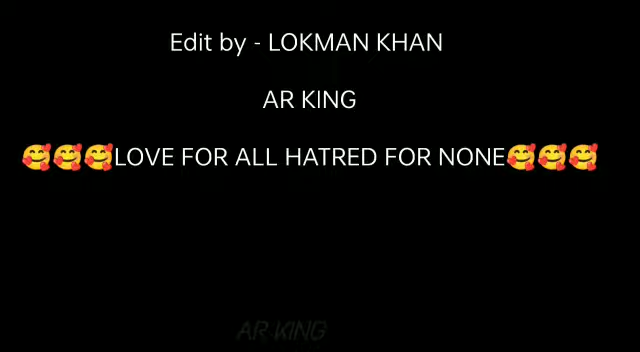 Edit by - LOKMAN KHAN
AR KING
🥰🥰🥰LOVE FOR ALL HATRED FOR NONE🥰🥰🥰
AR KING